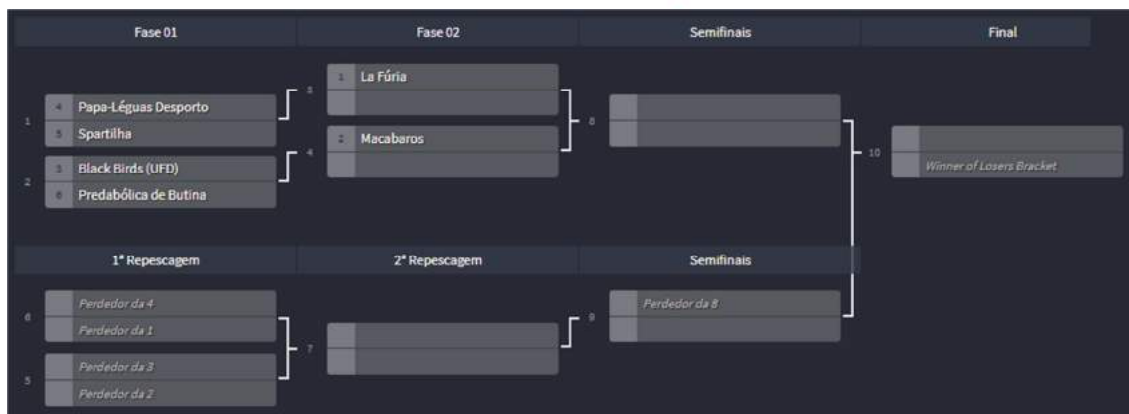 Fase 01 Fase 02 Semifinais Final
1 La Fúria
3
4 Papa-Léguas Desporto
1
5 Spartilha
8
2 Macabaros
3 Black Birds (UFD)
4
10
Winner of Losers Bracket
2
6 Predabólica de Butina
1ª Repescagem 2ª Repescagem Semifinais
Perdedor da 4
Perdedor da 8
6
9
Perdedor da 1
7
Perdedor da 3
5
Perdedor da 2